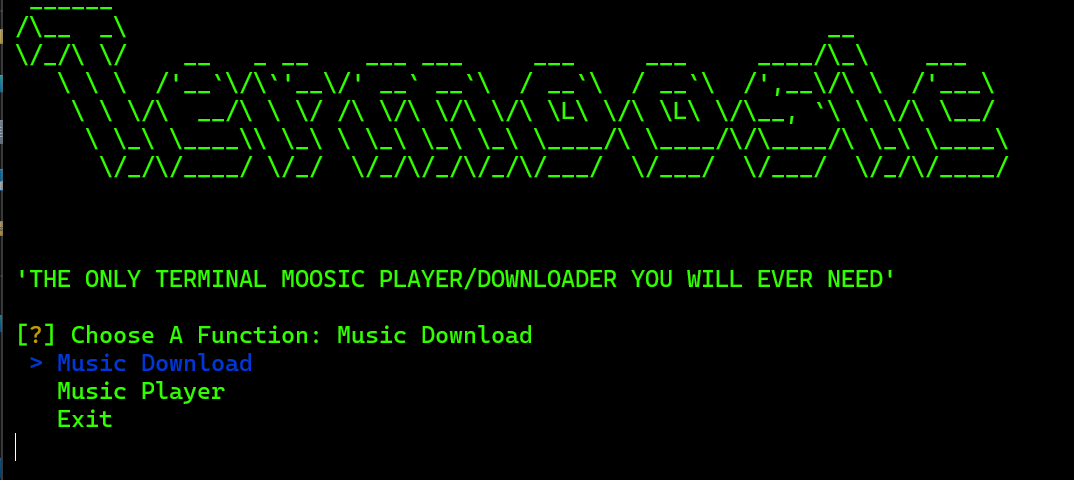 Termoosic
'THE ONLY TERMINAL MOOSIC PLAYER/DOWNLOADER YOU WILL EVER NEED'
[?] Choose A Function: Music Download
> Music Download
Music Player
Exit